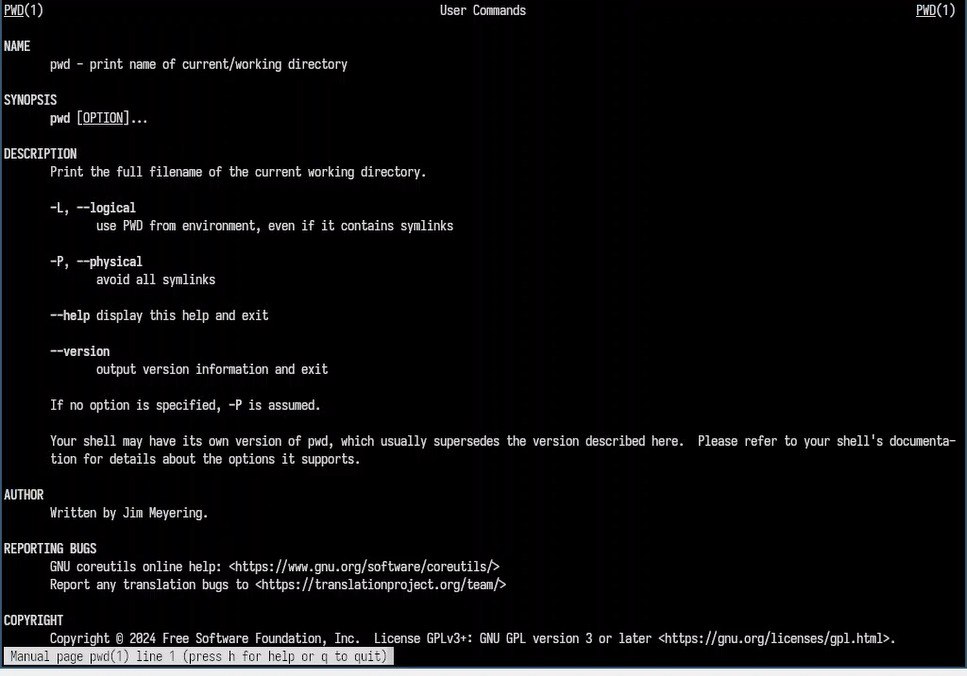 PWD(1) User Commands PWD(1)
NAME
pwd - print name of current/working directory
SYNOPSIS
pwd [OPTION]...
DESCRIPTION
Print the full filename of the current working directory.
-L, --logical
use PWD from environment, even if it contains symlinks
-P, --physical
avoid all symlinks
--help display this help and exit
--version
output version information and exit
If no option is specified, -P is assumed.
Your shell may have its own version of pwd, which usually supersedes the version described here.  Please refer to your shell's documenta-
tion for details about the options it supports.
AUTHOR
Written by Jim Meyering.
REPORTING BUGS
GNU coreutils online help: <https://www.gnu.org/software/coreutils/>
Report any translation bugs to <https://translationproject.org/team/>
COPYRIGHT
Copyright © 2024 Free Software Foundation, Inc.  License GPLv3+: GNU GPL version 3 or later <https://gnu.org/licenses/gpl.html>.
Manual page pwd(1) line 1 (press h for help or q to quit)